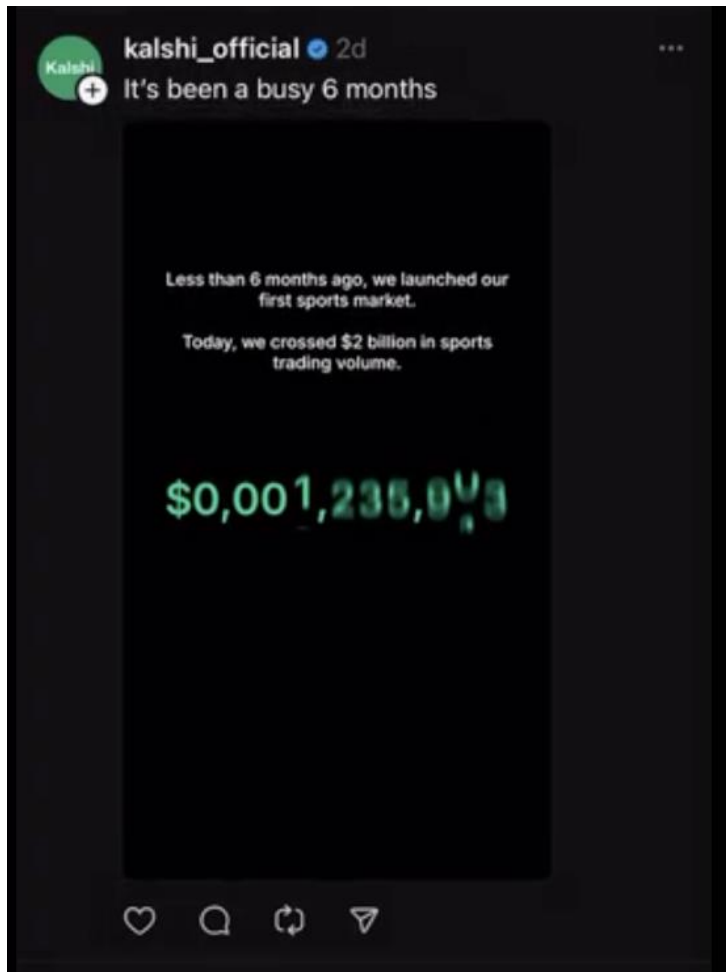 Kalshi
kalshi_official 2d
It's been a busy 6 months
Less than 6 months ago, we launched our
first sports market.
Today, we crossed $2 billion in sports
trading volume.